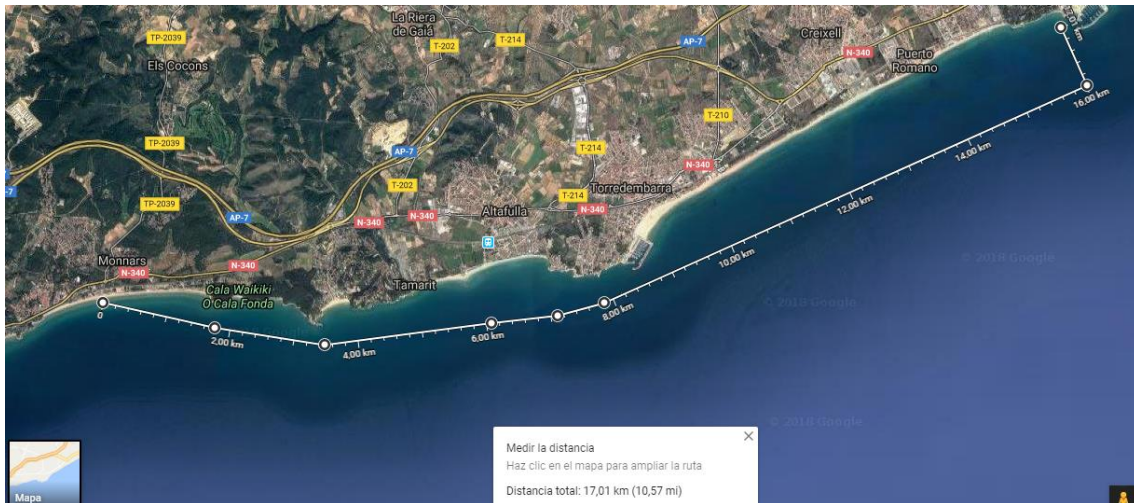 La Riera
de Gaiá
T-202
T-214
AP-7
Creixell
N-340
Puerto
Romano
TP-2039
Els Cocons
TP-2039
AP-7
T-202
T-214
T-210
N-340
TP-2039
AP-7
T-214
Torredembarra
N-340
N-340
N-340
Altafulla
Monnars
N-340
N-340
Cala Waikiki
O Cala Fonda
Tamarit
0
2,00 km
4,00 km
6,00 km
8,00 km
10,00 km
12,00 km
14,00 km
16,00 km
© 2018 Google
© 2018 Google
© 2018 Google
Medir la distancia
Haz clic en el mapa para ampliar la ruta
Distancia total: 17,01 km (10,57 mi)
Mapa